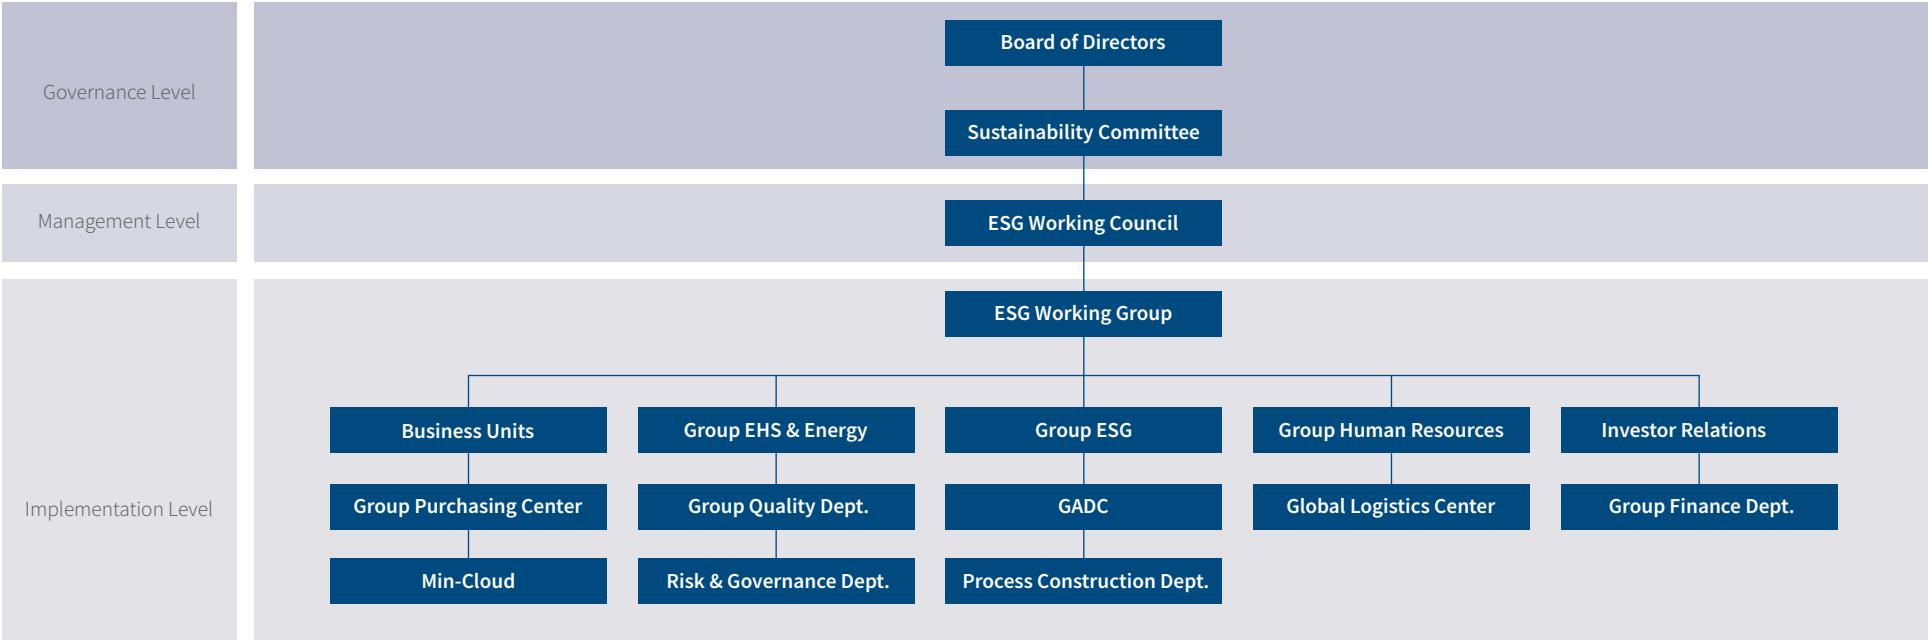 Governance Level
Board of Directors
Sustainability Committee
Management Level
ESG Working Council
Implementation Level
ESG Working Group
Business Units
Group EHS & Energy
Group ESG
Group Human Resources
Investor Relations
Group Purchasing Center
Group Quality Dept.
GADC
Global Logistics Center
Group Finance Dept.
Min-Cloud
Risk & Governance Dept.
Process Construction Dept.